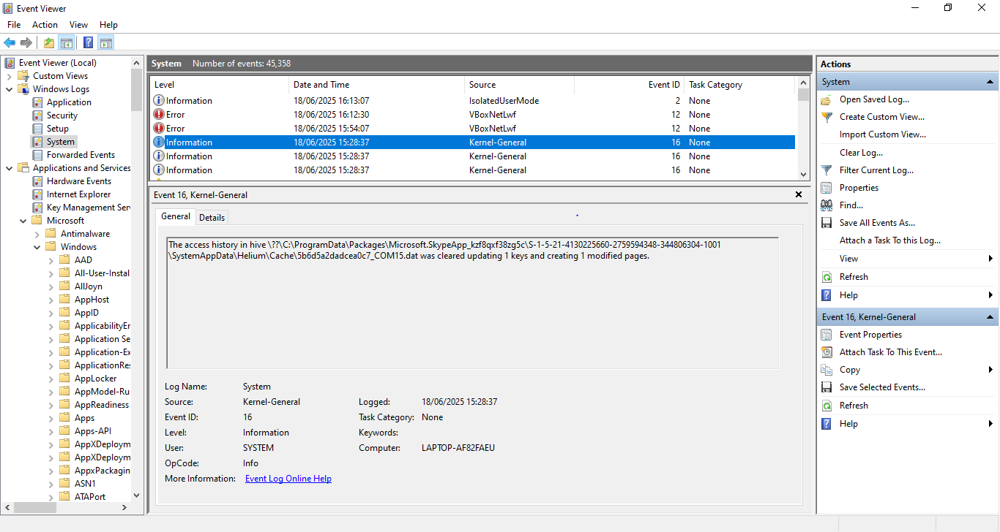 Event Viewer
File Action View Help
Event Viewer (Local)
Custom Views
Windows Logs
Application
Security
Setup
System
Forwarded Events
Applications and Services
Hardware Events
Internet Explorer
Key Management Ser
Microsoft
Antimalware
Windows
AAD
All-User-Instal
AllJoyn
AppHost
AppID
ApplicabilityEr
Application Se
Application-Ex
ApplicationRes
AppLocker
AppModel-Ru
AppReadiness
Apps
Apps-API
AppXDeploym
AppXDeploym
AppxPackagin
ASN1
ATAPort
System Number of events: 45,358
Level Date and Time Source Event ID Task Category
Information 18/06/2025 16:13:07 IsolatedUserMode 2 None
Error 18/06/2025 16:12:30 VBoxNetLwf 12 None
Error 18/06/2025 15:54:07 VBoxNetLwf 12 None
Information 18/06/2025 15:28:37 Kernel-General 16 None
Information 18/06/2025 15:28:37 Kernel-General 16 None
Information 18/06/2025 15:28:37 Kernel-General 16 None
Event 16, Kernel-General
General Details
The access history in hive \??\C:\ProgramData\Packages\Microsoft.SkypeApp_kzf8qxf38zg5c\S-1-5-21-4130225660-2759594348-344806304-1001
\SystemAppData\Helium\Cache\5b6d5a2dadcea0c7_COM15.dat was cleared updating 1 keys and creating 1 modified pages.
Log Name: System
Source: Kernel-General Logged: 18/06/2025 15:28:37
Event ID: 16 Task Category: None
Level: Information Keywords:
User: SYSTEM Computer: LAPTOP-AF82FAEU
OpCode: Info
More Information: Event Log Online Help
Actions
System
Open Saved Log...
Create Custom View...
Import Custom View...
Clear Log...
Filter Current Log...
Properties
Find...
Save All Events As...
Attach a Task To this Log...
View
Refresh
Help
Event 16, Kernel-General
Event Properties
Attach Task To This Event...
Copy
Save Selected Events...
Refresh
Help